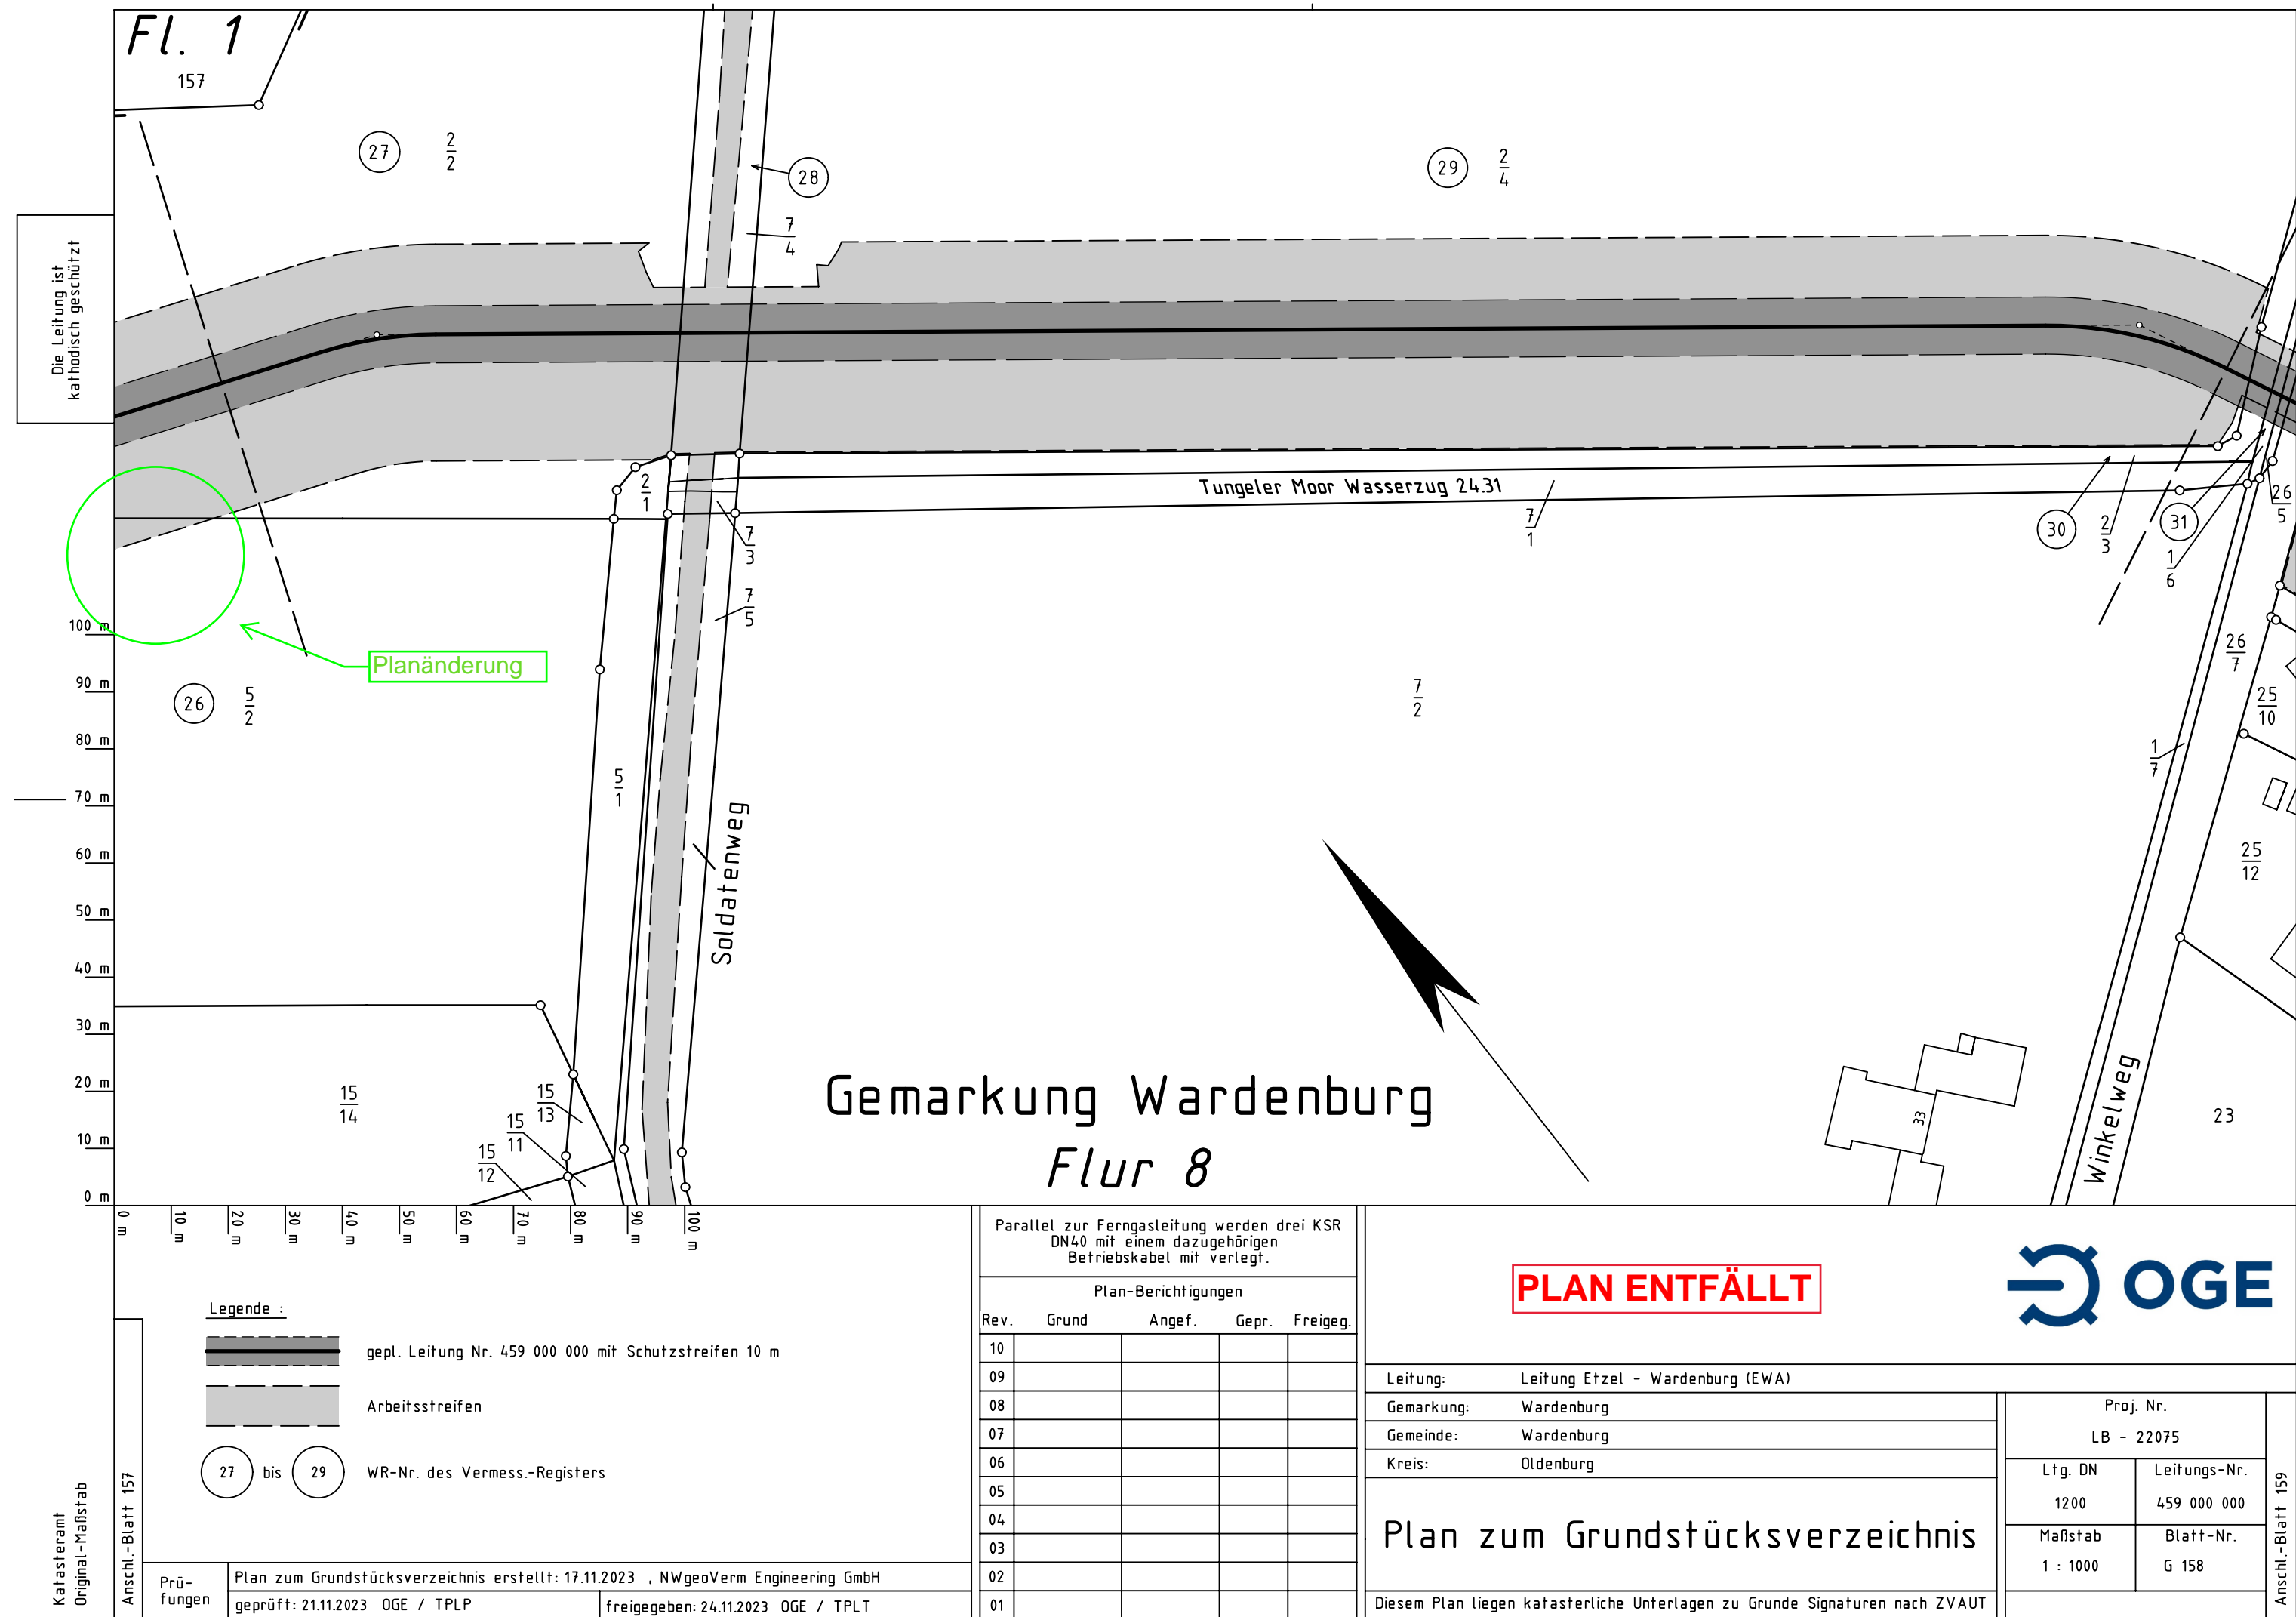 Fl. 1
157
27
2
2
28
7
4
29
2
4
Die Leitung ist
kathodisch geschützt
2
1
Tungeler Moor Wasserzug 24.31
7
3
7
5
7
1
30
2
3
31
1
6
26
5
Planänderung
26
5
2
7
2
26
7
25
10
1
7
5
1
25
12
Soldatenweg
15
14
15
13
15
11
15
12
33
Winkelweg
23
Gemarkung Wardenburg
Flur 8
100 m
90 m
80 m
70 m
60 m
50 m
40 m
30 m
20 m
10 m
0 m
0 m
10 m
20 m
30 m
40 m
50 m
60 m
70 m
80 m
90 m
100 m
Legende :
gepl. Leitung Nr. 459 000 000 mit Schutzstreifen 10 m
Arbeitsstreifen
27 bis 29 WR-Nr. des Vermess.-Registers
Katasteramt
Original-Maßstab
Anschl.-Blatt 157
Prü-
fungen
Plan zum Grundstücksverzeichnis erstellt: 17.11.2023 , NWgeoVerm Engineering GmbH
geprüft: 21.11.2023 OGE / TPLP
freigegeben: 24.11.2023 OGE / TPLT
Parallel zur Ferngasleitung werden drei KSR
DN40 mit einem dazugehörigen
Betriebskabel mit verlegt.
Plan-Berichtigungen
Rev. Grund Angef. Gepr. Freigeg.
10
09
08
07
06
05
04
03
02
01
PLAN ENTFÄLLT
OGE
Leitung: Leitung Etzel - Wardenburg (EWA)
Gemarkung: Wardenburg
Gemeinde: Wardenburg
Kreis: Oldenburg
Plan zum Grundstücksverzeichnis
Diesem Plan liegen katasterliche Unterlagen zu Grunde Signaturen nach ZVAUT
Proj. Nr.
LB - 22075
Ltg. DN Leitungs-Nr.
1200 459 000 000
Maßstab Blatt-Nr.
1 : 1000 G 158
Anschl.-Blatt 159